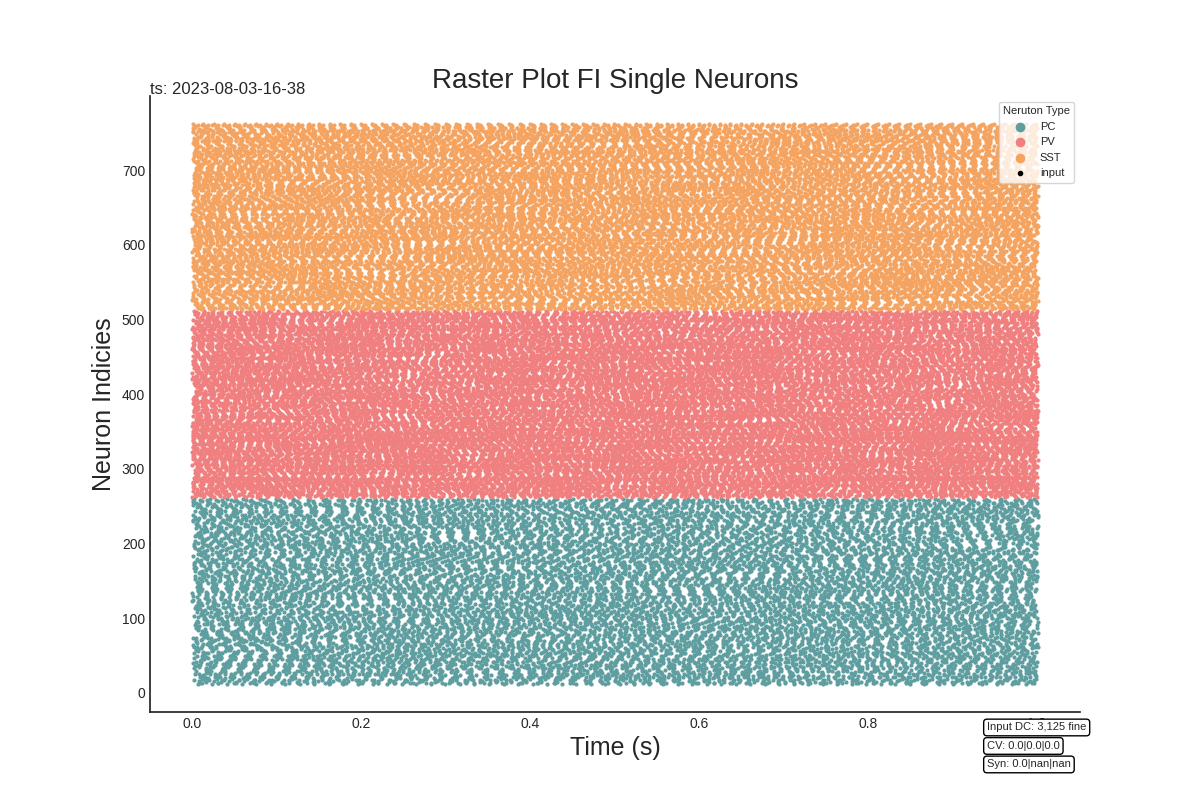 Raster Plot FI Single Neurons
ts: 2023-08-03-16-38
Neruton Type
PC
PV
SST
input
Neuron Indicies
700
600
500
400
300
200
100
0
0.0 0.2 0.4 0.6 0.8
Time (s)
Input DC: 3,125 fine
CV: 0.0|0.0|0.0
Syn: 0.0|nan|nan